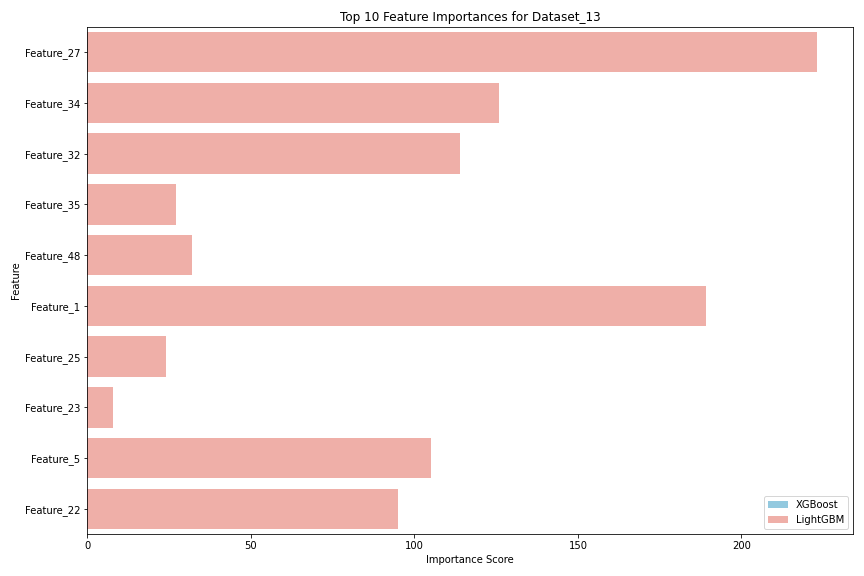 Top 10 Feature Importances for Dataset_13
Feature_27
Feature_34
Feature_32
Feature_35
Feature_48
Feature_1
Feature_25
Feature_23
Feature_5
Feature_22
Feature
0 50 100 150 200
Importance Score
XGBoost
LightGBM